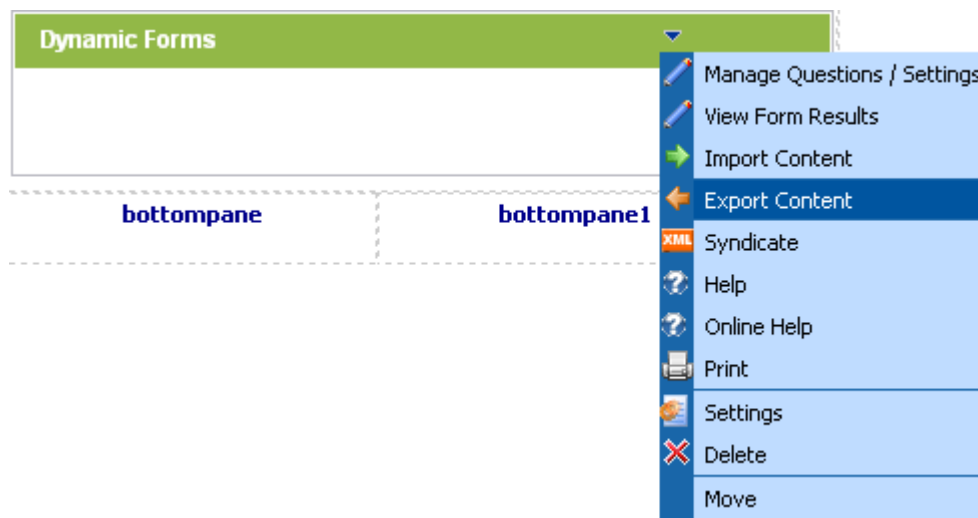 Dynamic Forms
Manage Questions / Settings
View Form Results
Import Content
Export Content
XML Syndicate
Help
Online Help
Print
Settings
Delete
Move
bottompane
bottompane1